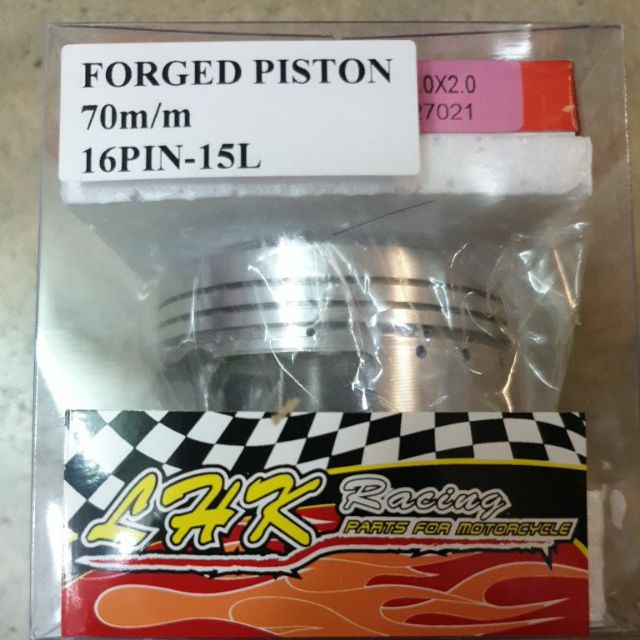 FORGED PISTON
70m/m
16PIN-15L
.0X2.0
27021
LHK Racing
PARTS FOR MOTORCYCLE